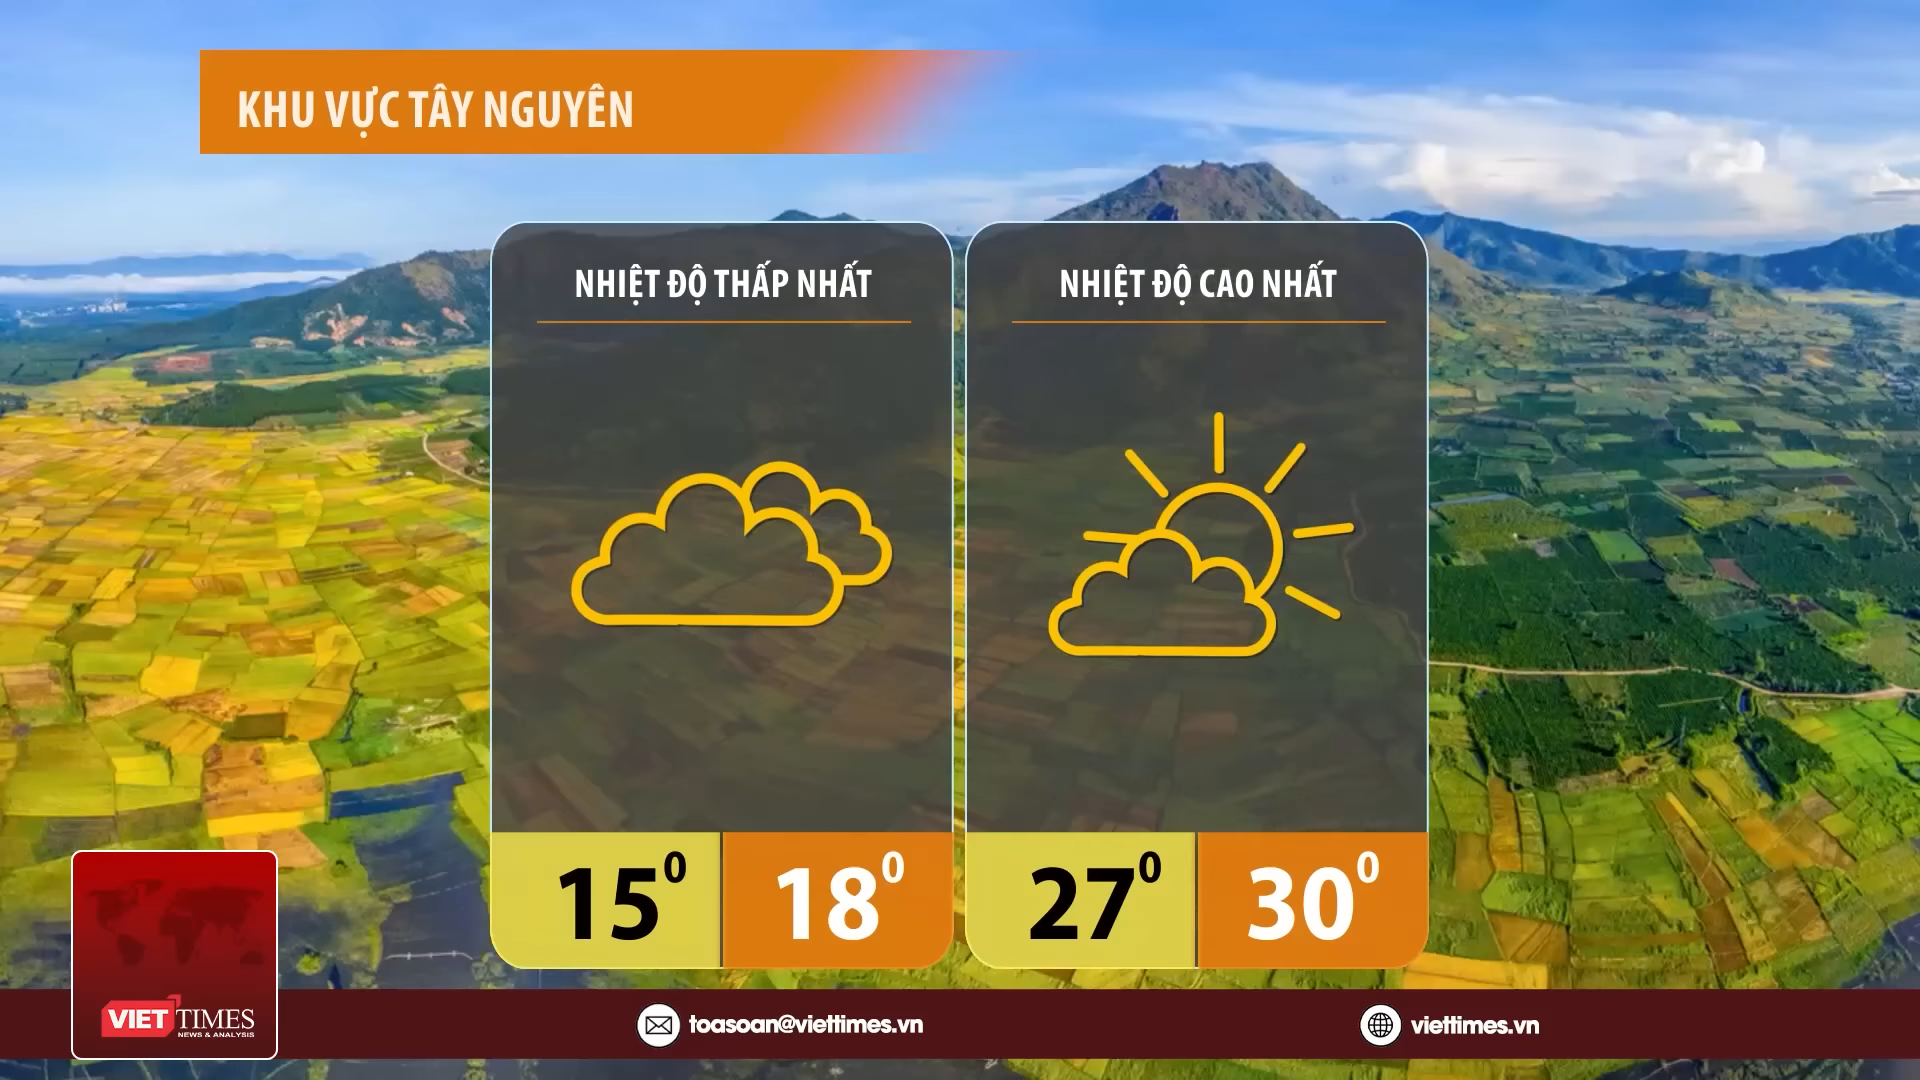 KHU VỰC TÂY NGUYÊN
NHIỆT ĐỘ THẤP NHẤT
NHIỆT ĐỘ CAO NHẤT
15⁰ 18⁰
27⁰ 30⁰
VIETTIMES
NEWS & ANALYSIS
toasoan@viettimes.vn
viettimes.vn